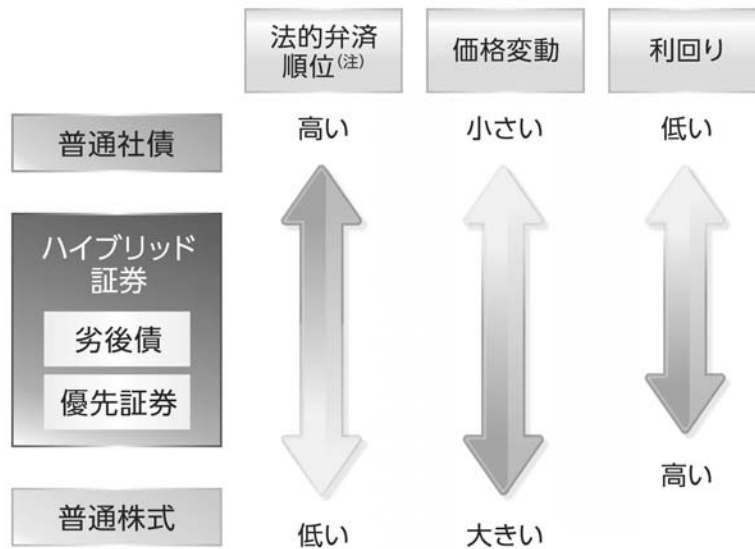 法的弁済
順位(注)
価格変動
利回り
普通社債
高い
小さい
低い
ハイブリッド
証券
劣後債
優先証券
高い
普通株式
低い
大きい